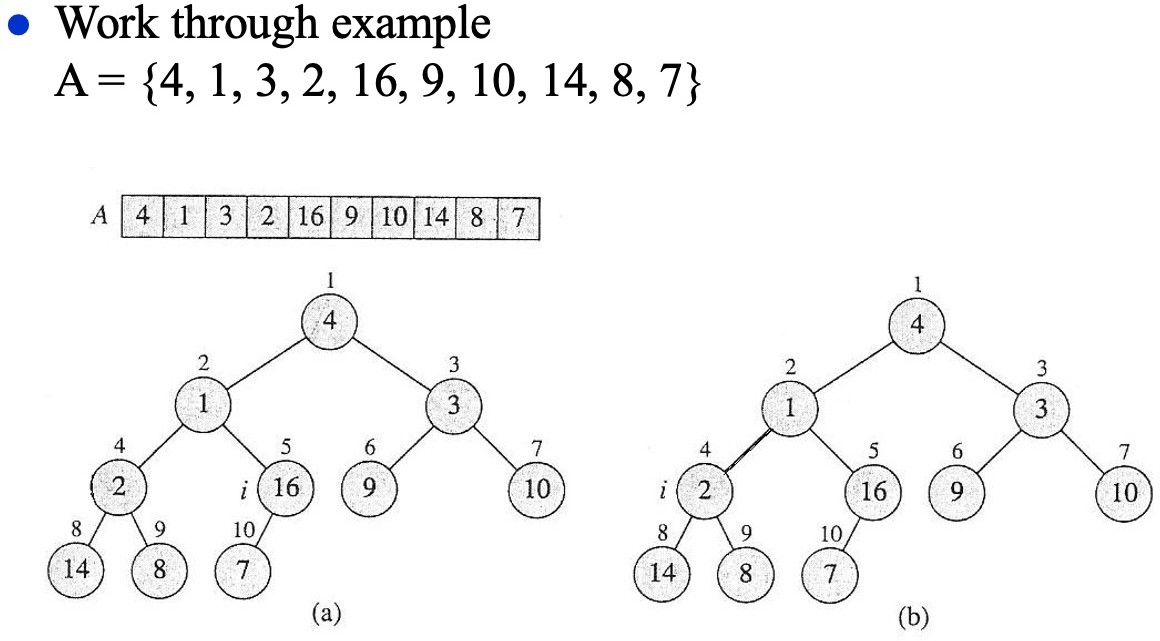 Work through example
A = {4, 1, 3, 2, 16, 9, 10, 14, 8, 7}
A 4 1 3 2 16 9 10 14 8 7
1
4
2 3
1 3
4 5 6 7
2 i 16 9 10
8 9 10
14 8 7
(a)
1
4
2 3
1 3
4 5 6 7
i 2 16 9 10
8 9 10
14 8 7
(b)